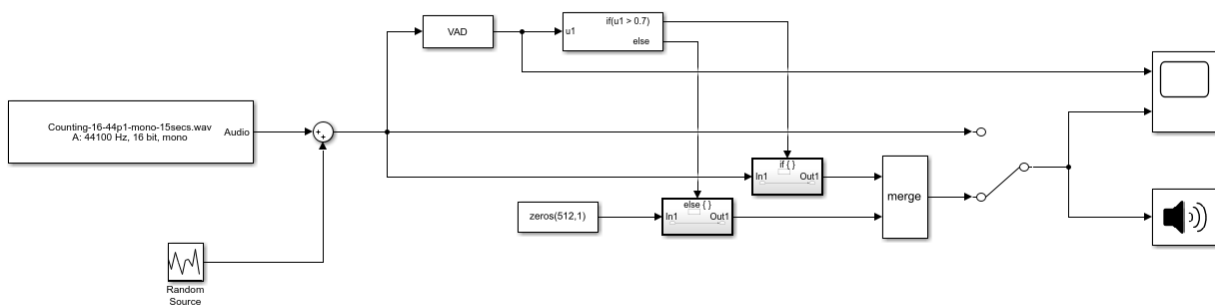 VAD
if(u1 > 0.7)
u1
else
Counting-16-44p1-mono-15secs.wav
A: 44100 Hz, 16 bit, mono
Audio
+
+
if { }
In1
Out1
merge
zeros(512,1)
else { }
In1
Out1
Random
Source